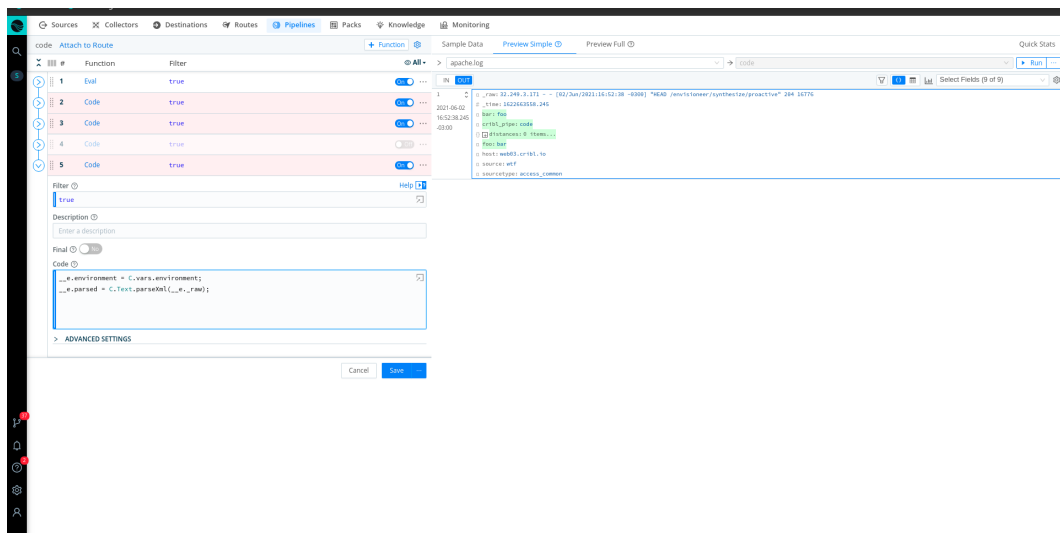 Sources Collectors Destinations Routes Pipelines Packs Knowledge Monitoring
code Attach to Route + Function
# Function Filter All
1 Eval true On ...
2 Code true On ...
3 Code true On ...
4 Code true Off ...
5 Code true On ...
Filter
Help
true
Description
Enter a description
Final No
Code
__e.environment = C.vars.environment;
__e.parsed = C.Text.parseXml(__e._raw);
> ADVANCED SETTINGS
Cancel Save ...
Sample Data Preview Simple Preview Full Quick Stats
> apache.log code Run ...
IN OUT Select Fields (9 of 9)
1
2021-06-02
16:52:38.245
-03:00
_raw: 32.249.3.171 - - [02/Jun/2021:16:52:38 -0300] "HEAD /envisioneer/synthesize/proactive" 204 16776
# _time: 1622663558.245
bar: foo
cribl_pipe: code
distances: 0 items...
foo: bar
host: web03.cribl.io
source: wtf
sourcetype: access_common
S